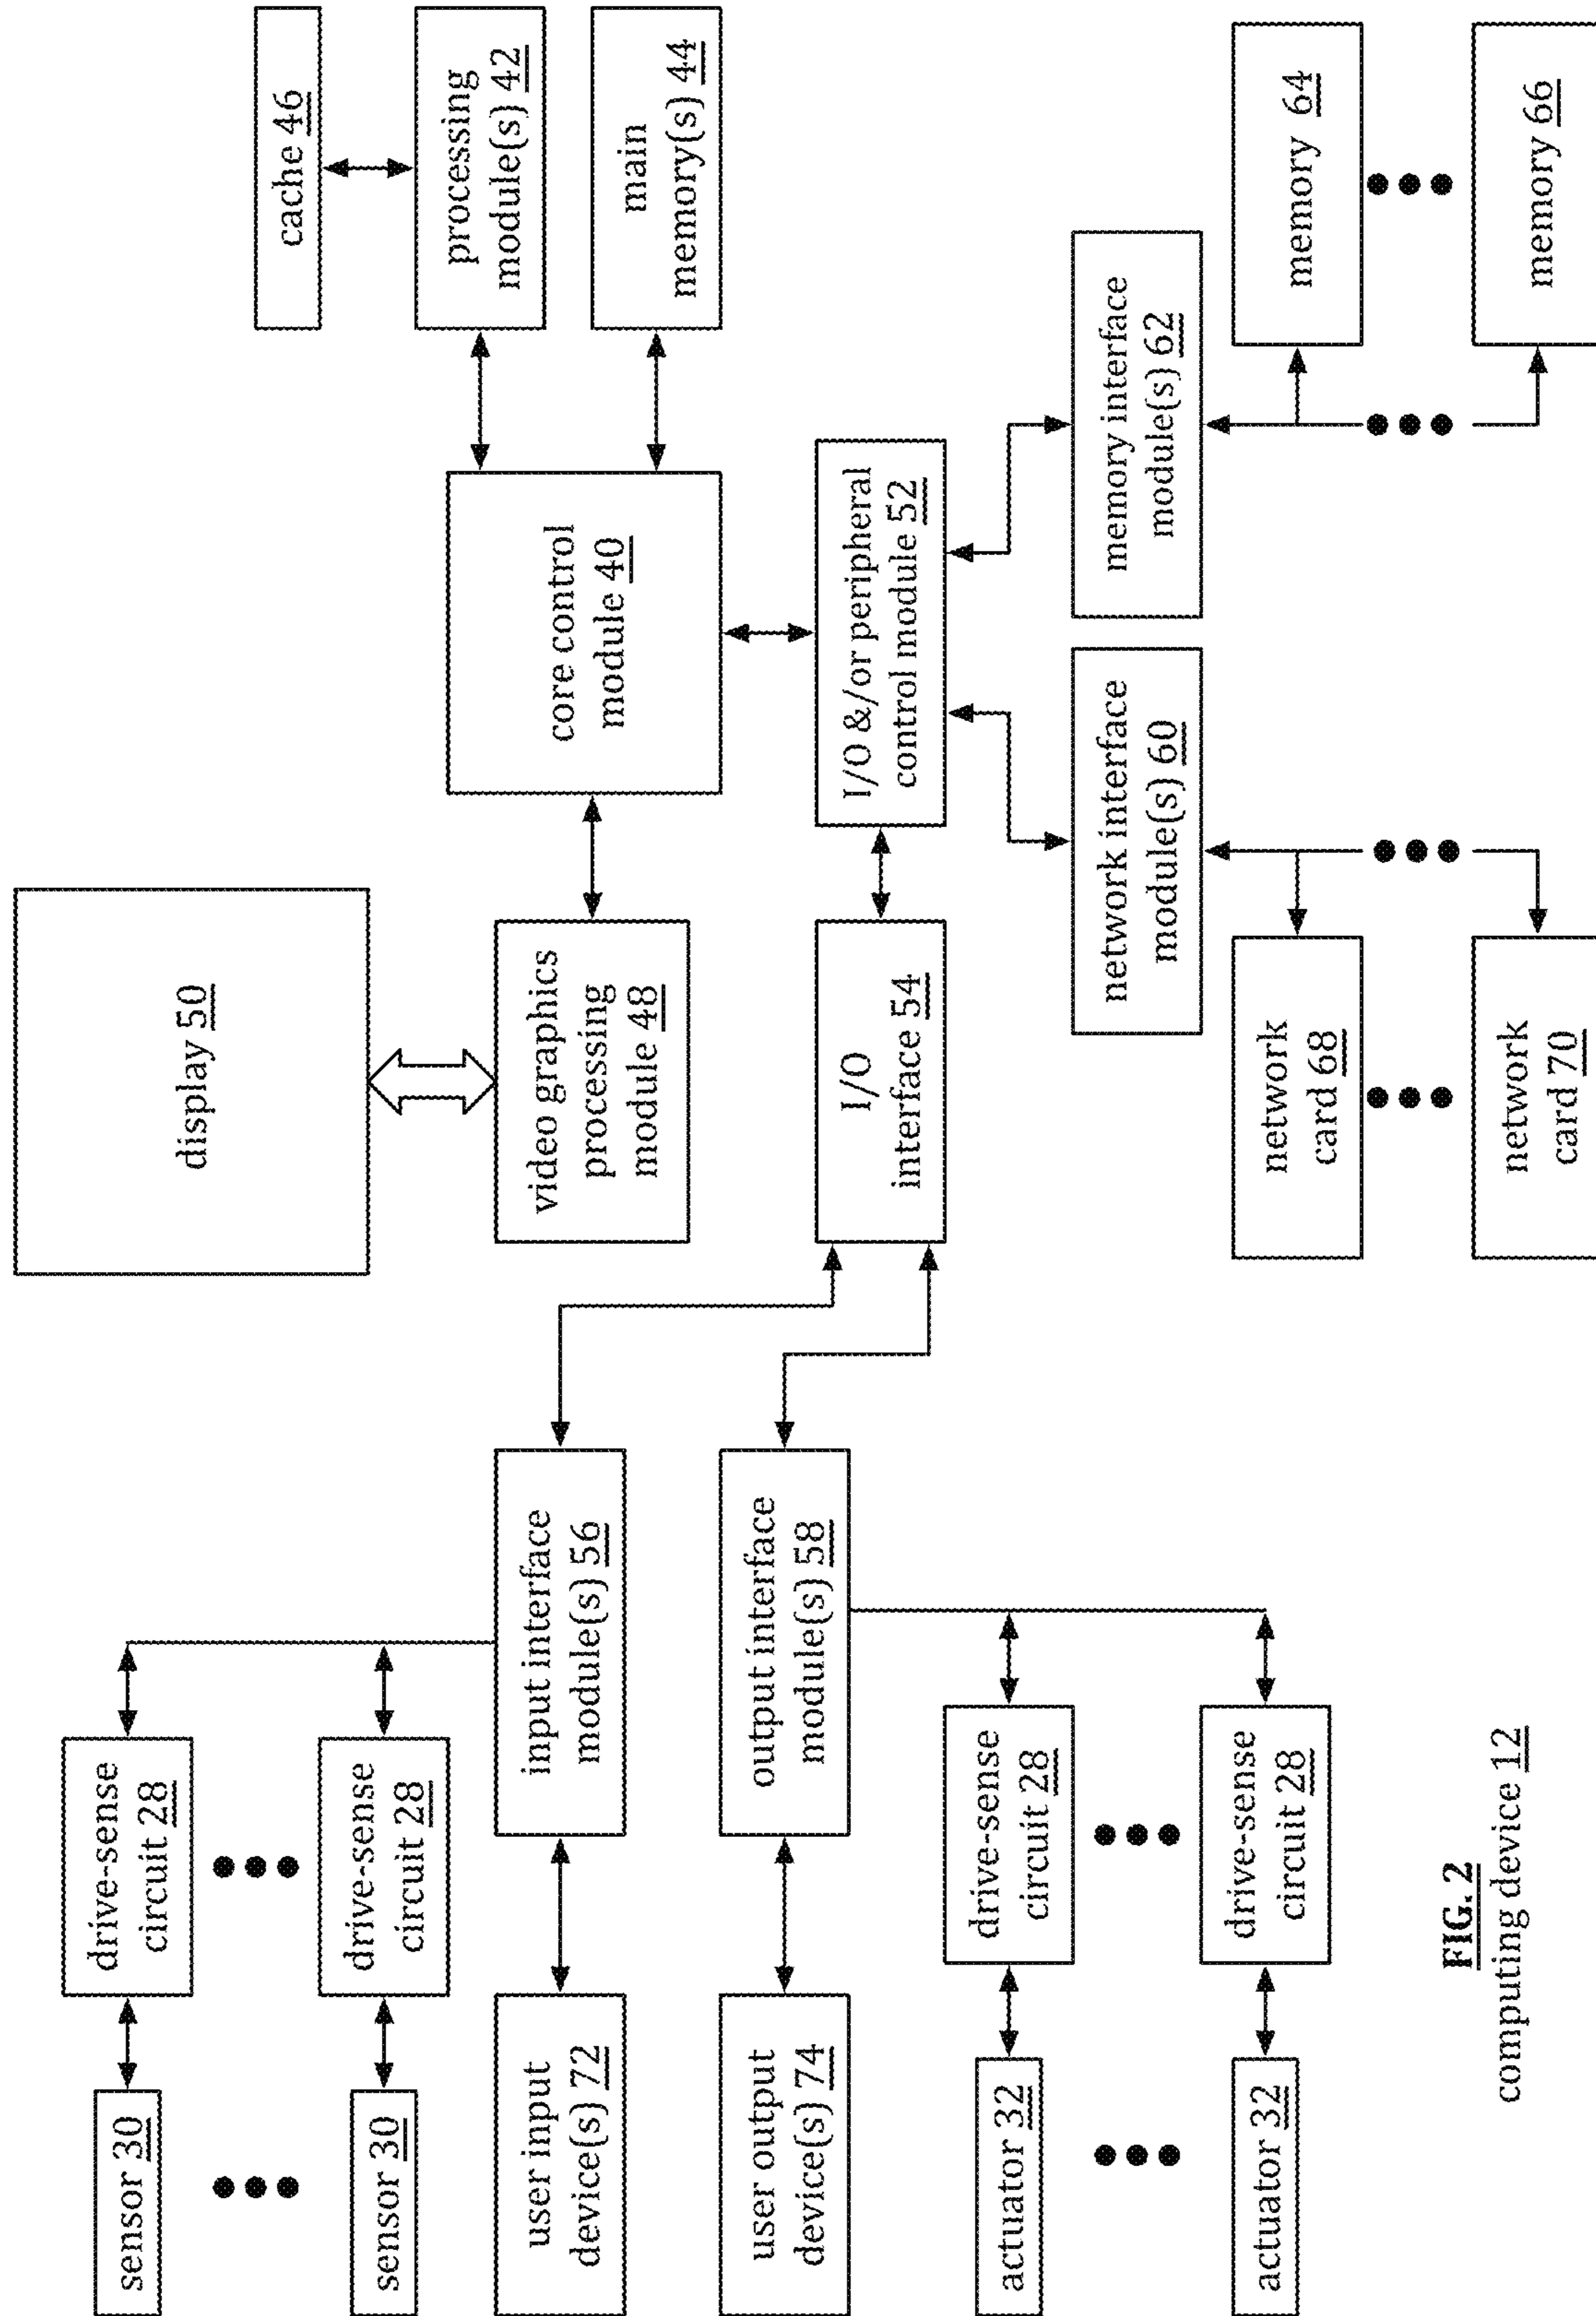 display 50
cache 46
processing
module(s) 42
main
memory(s) 44
core control
module 40
video graphics
processing
module 48
I/O &/or peripheral
control module 52
I/O
interface 54
sensor 30
drive-sense
circuit 28
sensor 30
drive-sense
circuit 28
input interface
module(s) 56
user input
device(s) 72
output interface
module(s) 58
user output
device(s) 74
actuator 32
drive-sense
circuit 28
actuator 32
drive-sense
circuit 28
network interface
module(s) 60
memory interface
module(s) 62
network
card 68
memory 64
network
card 70
memory 66
FIG. 2
computing device 12